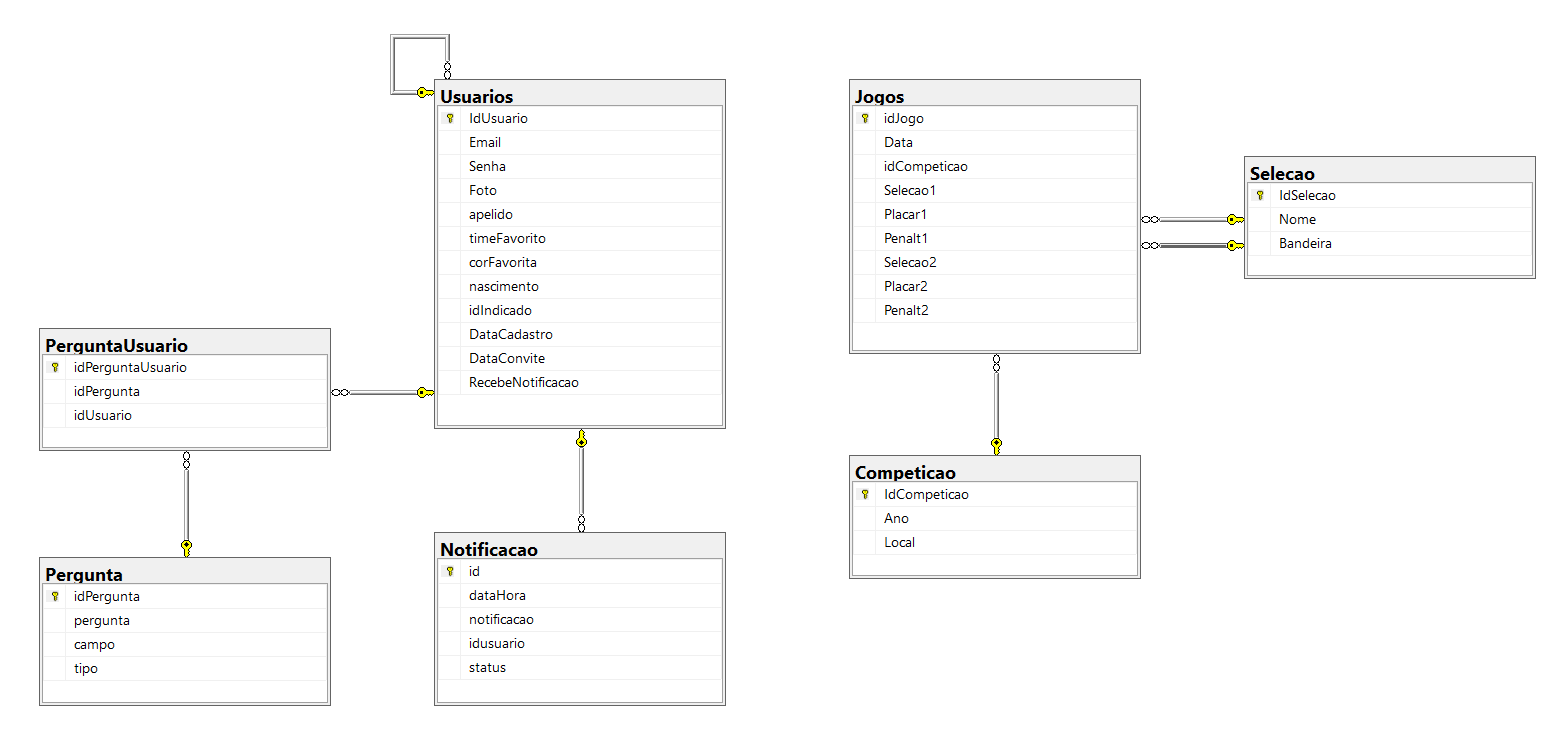 Usuarios
IdUsuario
Email
Senha
Foto
apelido
timeFavorito
corFavorita
nascimento
idIndicado
DataCadastro
DataConvite
RecebeNotificacao
Jogos
idJogo
Data
idCompeticao
Selecao1
Placar1
Penalt1
Selecao2
Placar2
Penalt2
Selecao
IdSelecao
Nome
Bandeira
PerguntaUsuario
idPerguntaUsuario
idPergunta
idUsuario
Competicao
IdCompeticao
Ano
Local
Pergunta
idPergunta
pergunta
campo
tipo
Notificacao
id
dataHora
notificacao
idusuario
status